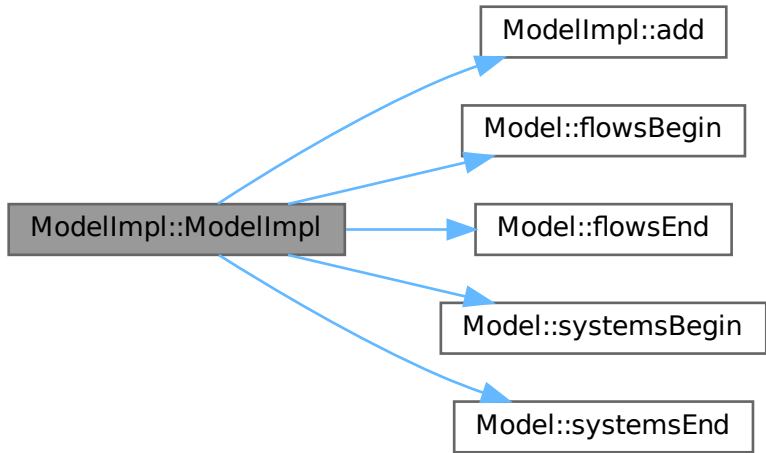 ModelImpl::add
Model::flowsBegin
ModelImpl::ModelImpl
Model::flowsEnd
Model::systemsBegin
Model::systemsEnd